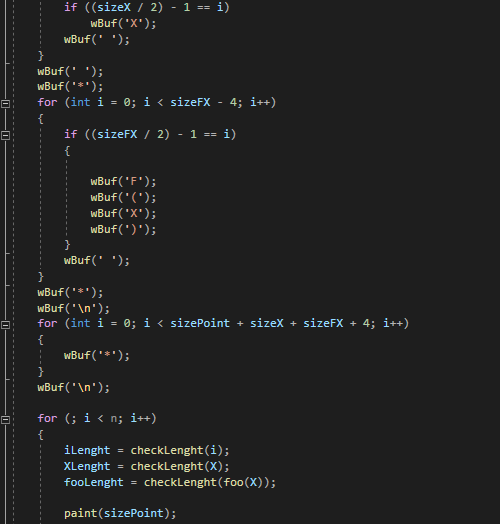 if ((sizeX / 2) - 1 == i)
wBuf('X');
wBuf(' ');
}
wBuf(' ');
wBuf('*');
for (int i = 0; i < sizeFX - 4; i++)
{
if ((sizeFX / 2) - 1 == i)
{
wBuf('F');
wBuf('(');
wBuf('X');
wBuf(')');
}
wBuf(' ');
}
wBuf('*');
wBuf('\n');
for (int i = 0; i < sizePoint + sizeX + sizeFX + 4; i++)
{
wBuf('*');
}
wBuf('\n');
for (; i < n; i++)
{
iLenght = checkLenght(i);
XLenght = checkLenght(X);
fooLenght = checkLenght(foo(X));
paint(sizePoint);